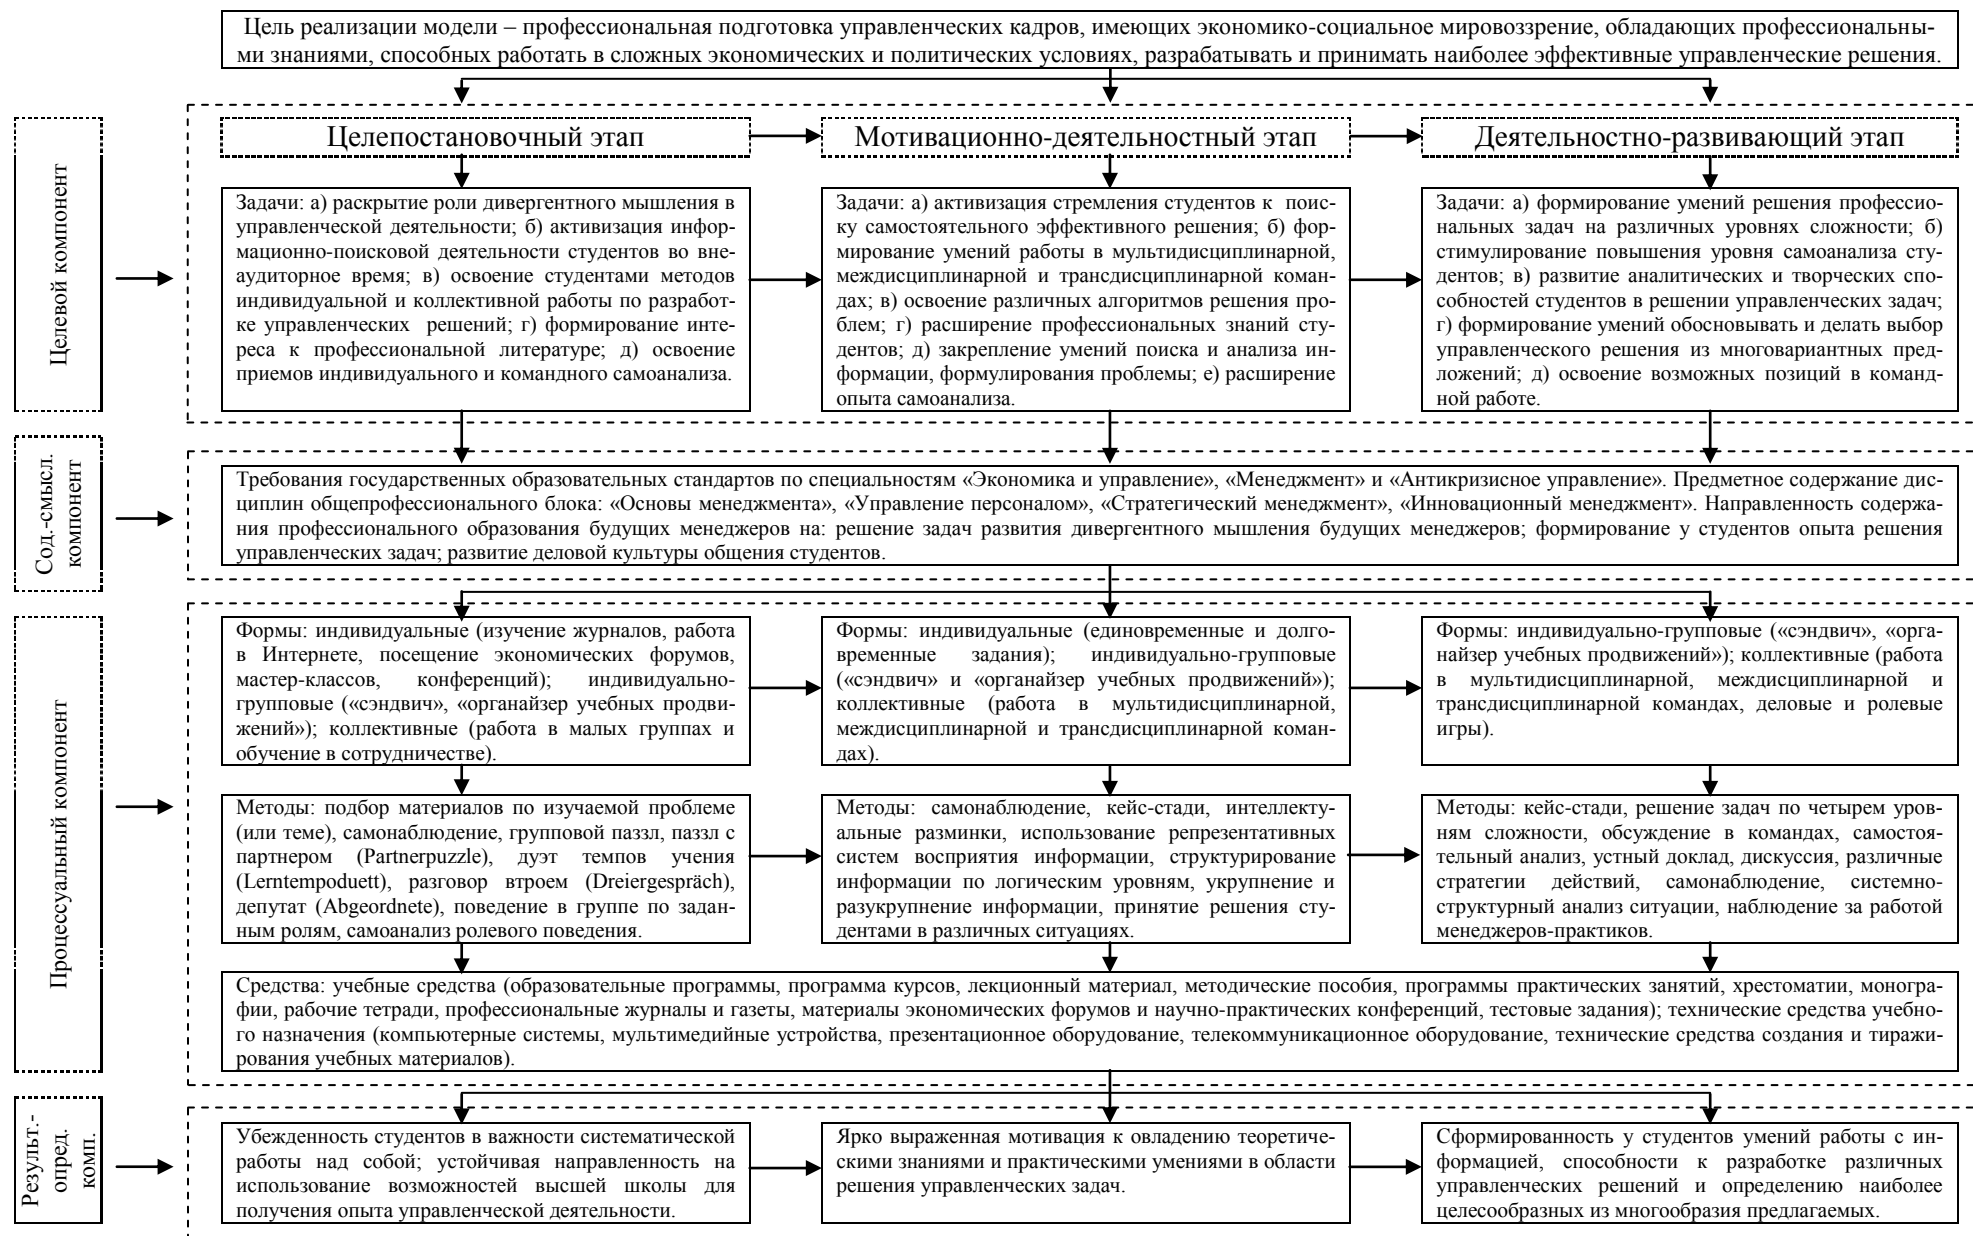 Цель реализации модели – профессиональная подготовка управленческих кадров, имеющих экономико-социальное мировоззрение, обладающих профессиональны-
ми знаниями, способных работать в сложных экономических и политических условиях, разрабатывать и принимать наиболее эффективные управленческие решения.
Целевой компонент
Целепостановочный этап
Мотивационно-деятельностный этап
Деятельностно-развивающий этап
Задачи: а) раскрытие роли дивергентного мышления в
управленческой деятельности; б) активизация инфор-
мационно-поисковой деятельности студентов во вне-
аудиторное время; в) освоение студентами методов
индивидуальной и коллективной работы по разработ-
ке управленческих решений; г) формирование инте-
реса к профессиональной литературе; д) освоение
приемов индивидуального и командного самоанализа.
Задачи: а) активизация стремления студентов к поис-
ку самостоятельного эффективного решения; б) фор-
мирование умений работы в мультидисциплинарной,
междисциплинарной и трансдисциплинарной коман-
дах; в) освоение различных алгоритмов решения про-
блем; г) расширение профессиональных знаний сту-
дентов; д) закрепление умений поиска и анализа ин-
формации, формулирования проблемы; е) расширение
опыта самоанализа.
Задачи: а) формирование умений решения профессио-
нальных задач на различных уровнях сложности; б)
стимулирование повышения уровня самоанализа сту-
дентов; в) развитие аналитических и творческих спо-
собностей студентов в решении управленческих задач;
г) формирование умений обосновывать и делать выбор
управленческого решения из многовариантных пред-
ложений; д) освоение возможных позиций в команд-
ной работе.
Сод.-смысл.
компонент
Требования государственных образовательных стандартов по специальностям «Экономика и управление», «Менеджмент» и «Антикризисное управление». Предметное содержание дис-
циплин общепрофессионального блока: «Основы менеджмента», «Управление персоналом», «Стратегический менеджмент», «Инновационный менеджмент». Направленность содержа-
ния профессионального образования будущих менеджеров на: решение задач развития дивергентного мышления будущих менеджеров; формирование у студентов опыта решения
управленческих задач; развитие деловой культуры общения студентов.
Процессуальный компонент
Формы: индивидуальные (изучение журналов, работа
в Интернете, посещение экономических форумов,
мастер-классов, конференций); индивидуально-
групповые («сэндвич», «органайзер учебных продви-
жений»); коллективные (работа в малых группах и
обучение в сотрудничестве).
Формы: индивидуальные (единовременные и долго-
временные задания); индивидуально-групповые
(«сэндвич» и «органайзер учебных продвижений»);
коллективные (работа в мультидисциплинарной,
междисциплинарной и трансдисциплинарной коман-
дах).
Формы: индивидуально-групповые («сэндвич», «орга-
найзер учебных продвижений»); коллективные (работа
в мультидисциплинарной, междисциплинарной и
трансдисциплинарной командах, деловые и ролевые
игры).
Методы: подбор материалов по изучаемой проблеме
(или теме), самонаблюдение, групповой паззл, паззл с
партнером (Partnerpuzzle), дуэт темпов учения
(Lerntempoduett), разговор втроем (Dreiergespräch),
депутат (Abgeordnete), поведение в группе по задан-
ным ролям, самоанализ ролевого поведения.
Методы: самонаблюдение, кейс-стади, интеллекту-
альные разминки, использование репрезентативных
систем восприятия информации, структурирование
информации по логическим уровням, укрупнение и
разукрупнение информации, принятие решения сту-
дентами в различных ситуациях.
Методы: кейс-стади, решение задач по четырем уров-
ням сложности, обсуждение в командах, самостоя-
тельный анализ, устный доклад, дискуссия, различные
стратегии действий, самонаблюдение, системно-
структурный анализ ситуации, наблюдение за работой
менеджеров-практиков.
Средства: учебные средства (образовательные программы, программа курсов, лекционный материал, методические пособия, программы практических занятий, хрестоматии, моногра-
фии, рабочие тетради, профессиональные журналы и газеты, материалы экономических форумов и научно-практических конференций, тестовые задания); технические средства учебно-
го назначения (компьютерные системы, мультимедийные устройства, презентационное оборудование, телекоммуникационное оборудование, технические средства создания и тиражи-
рования учебных материалов).
Результ.-
опред.
комп.
Убежденность студентов в важности систематической
работы над собой; устойчивая направленность на
использование возможностей высшей школы для
получения опыта управленческой деятельности.
Ярко выраженная мотивация к овладению теоретиче-
скими знаниями и практическими умениями в области
решения управленческих задач.
Сформированность у студентов умений работы с ин-
формацией, способности к разработке различных
управленческих решений и определению наиболее
целесообразных из многообразия предлагаемых.